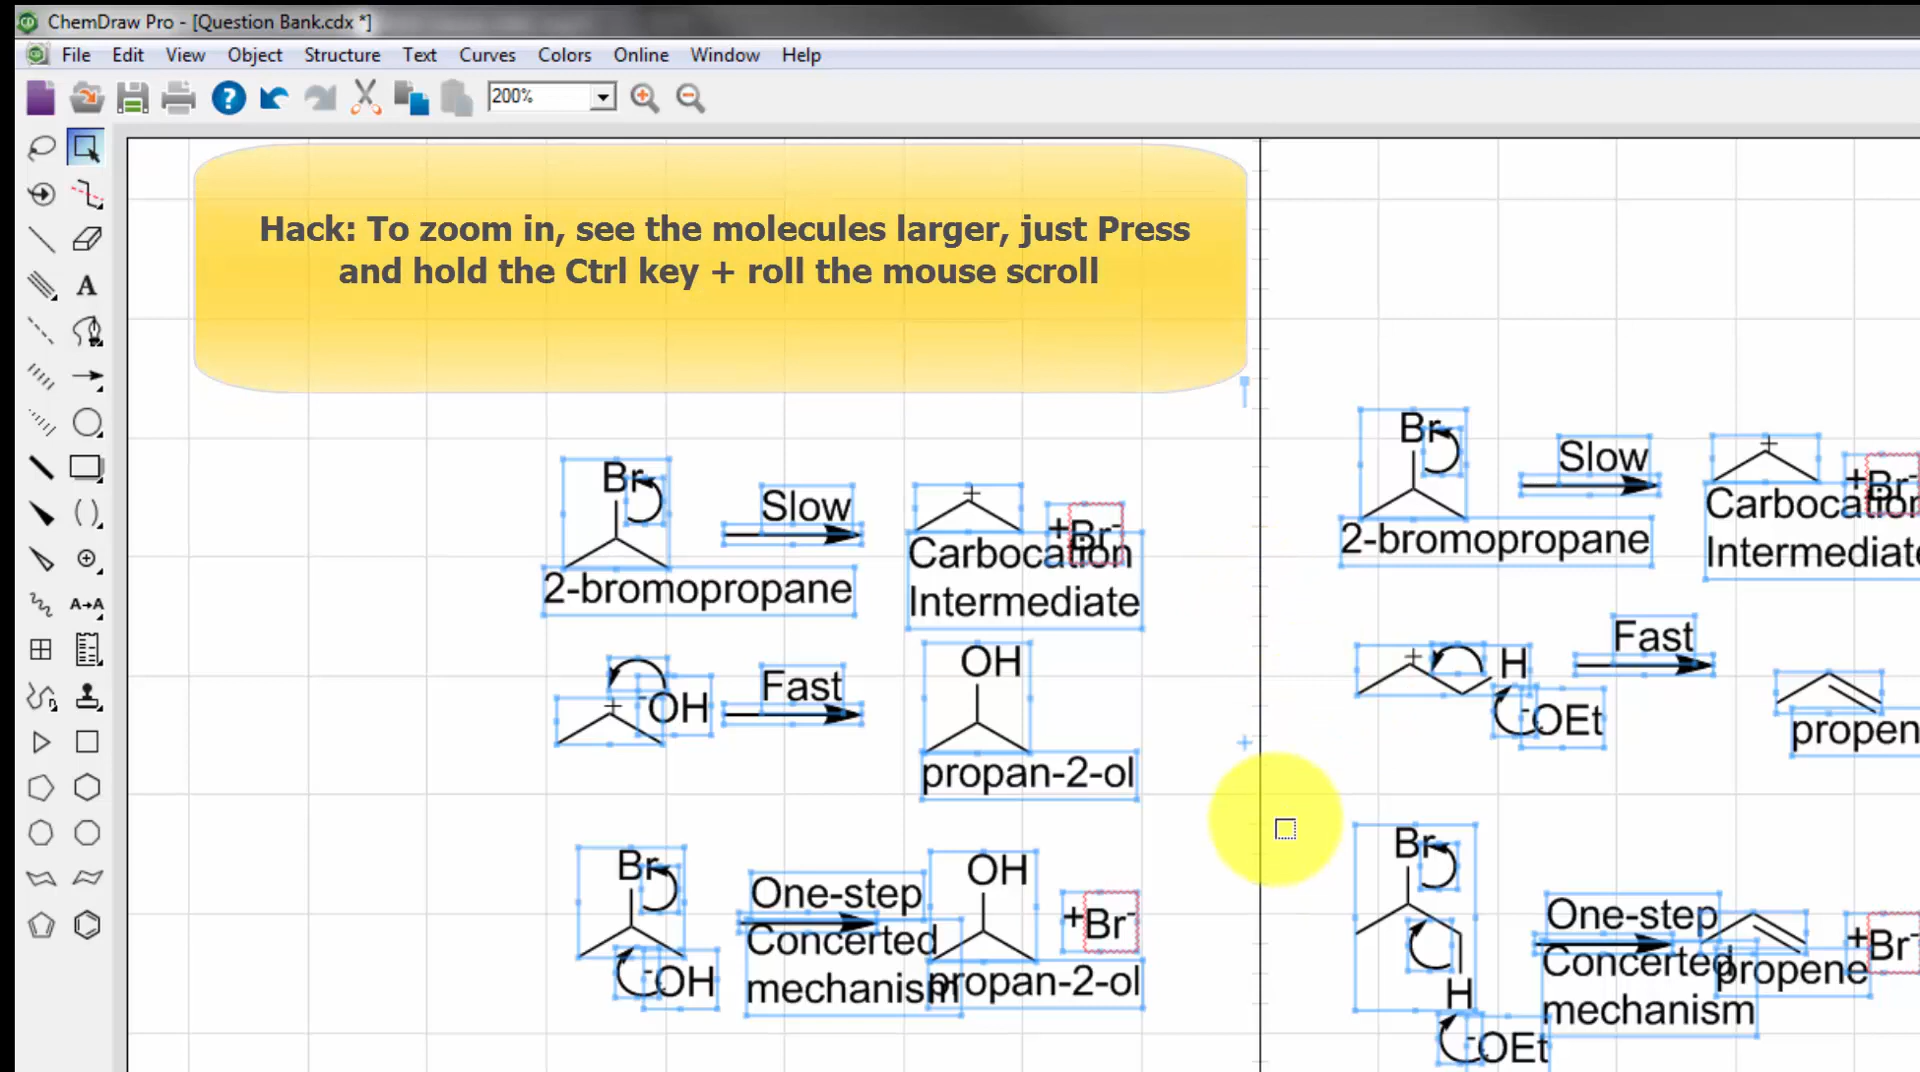 ChemDraw Pro - [Question Bank.cdx *]
File Edit View Object Structure Text Curves Colors Online Window Help
200%
A
A→A
Hack: To zoom in, see the molecules larger, just Press
and hold the Ctrl key + roll the mouse scroll
Br
Slow
+
+Br-
2-bromopropane
Carbocation
Intermediate
+
-OH
Fast
OH
propan-2-ol
Br
-OH
One-step
Concerted
mechanism
OH
propan-2-ol
+Br-
Br
Slow
+
+Br-
2-bromopropane
Carbocation
Intermediate
+
H
-OEt
Fast
propen
Br
H
-OEt
One-step
Concerted
mechanism
propene
+Br-